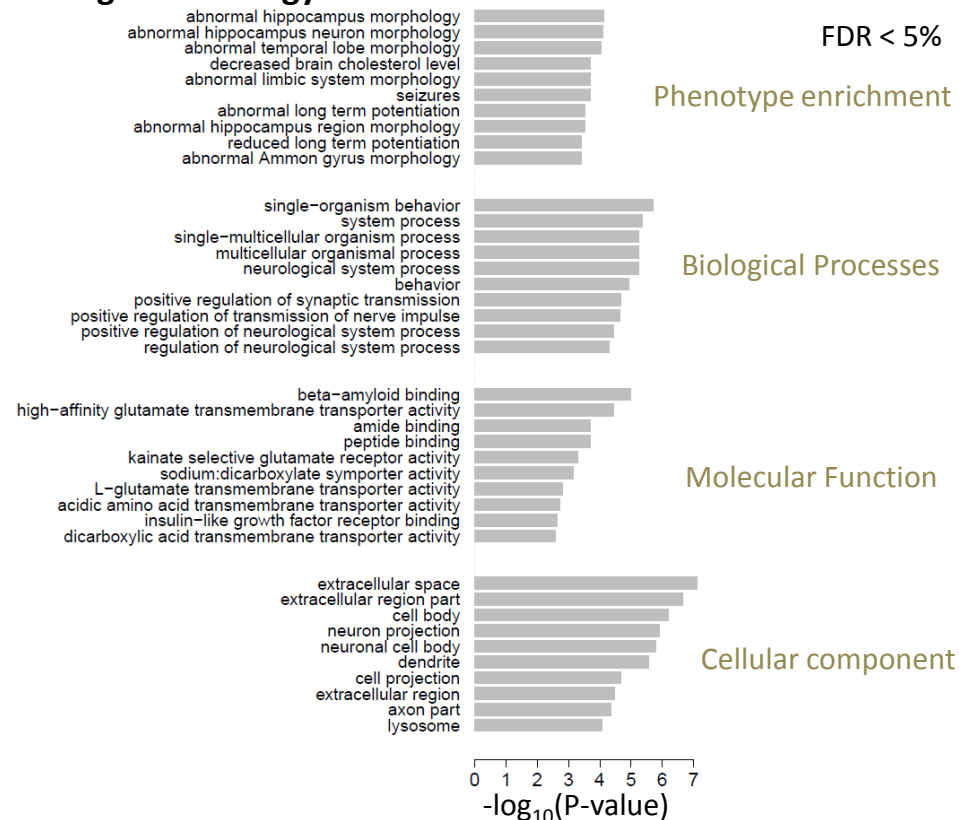 abnormal hippocampus morphology
abnormal hippocampus neuron morphology
abnormal temporal lobe morphology
decreased brain cholesterol level
abnormal limbic system morphology
seizures
abnormal long term potentiation
abnormal hippocampus region morphology
reduced long term potentiation
abnormal Ammon gyrus morphology
FDR < 5%
Phenotype enrichment
single−organism behavior
system process
single−multicellular organism process
multicellular organismal process
neurological system process
behavior
positive regulation of synaptic transmission
positive regulation of transmission of nerve impulse
positive regulation of neurological system process
regulation of neurological system process
Biological Processes
beta−amyloid binding
high−affinity glutamate transmembrane transporter activity
amide binding
peptide binding
kainate selective glutamate receptor activity
sodium:dicarboxylate symporter activity
L−glutamate transmembrane transporter activity
acidic amino acid transmembrane transporter activity
insulin−like growth factor receptor binding
dicarboxylic acid transmembrane transporter activity
Molecular Function
extracellular space
extracellular region part
cell body
neuron projection
neuronal cell body
dendrite
cell projection
extracellular region
axon part
lysosome
Cellular component
0 1 2 3 4 5 6 7
-log₁₀(P-value)